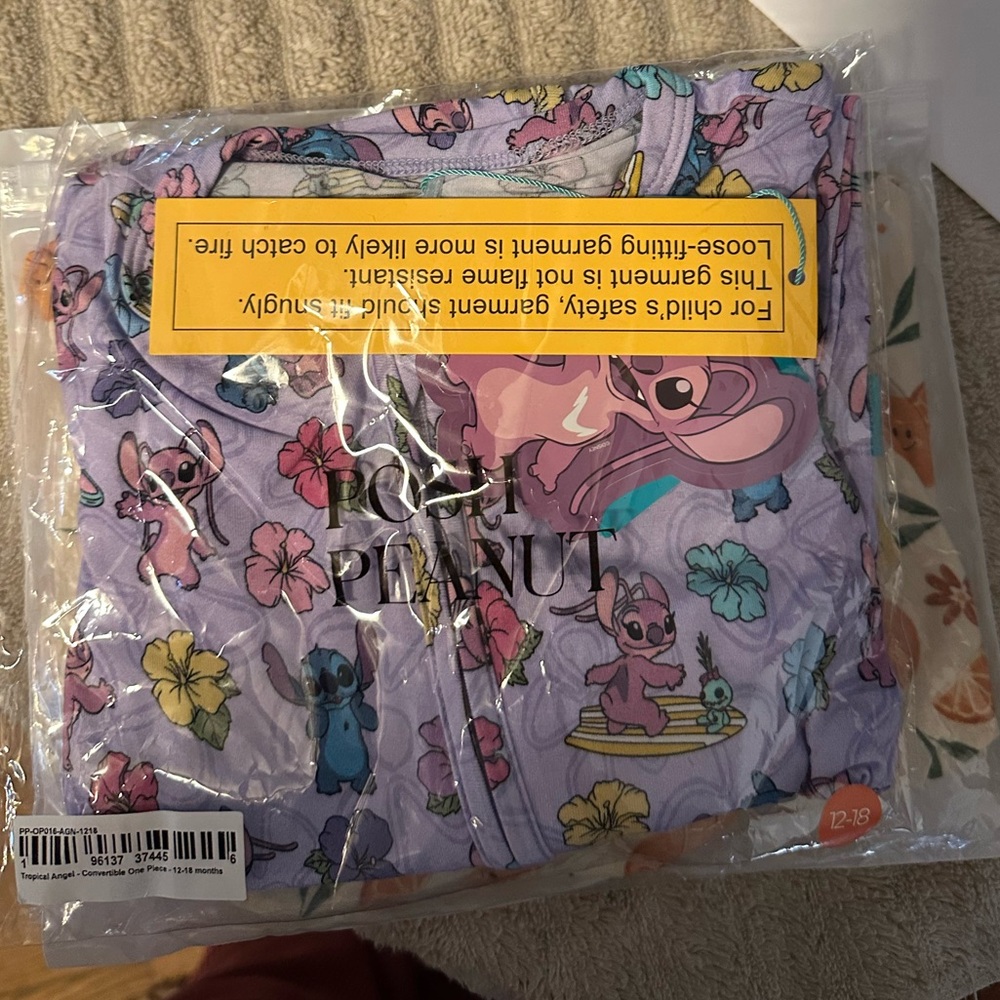 For child's safety, garment should fit snugly.
This garment is not flame resistant.
Loose-fitting garment is more likely to catch fire.
POSH
PEANUT
12-18
PP-OP016-AGN-1218
1 96137 37445 6
Tropical Angel - Convertible One Piece - 12-18 months